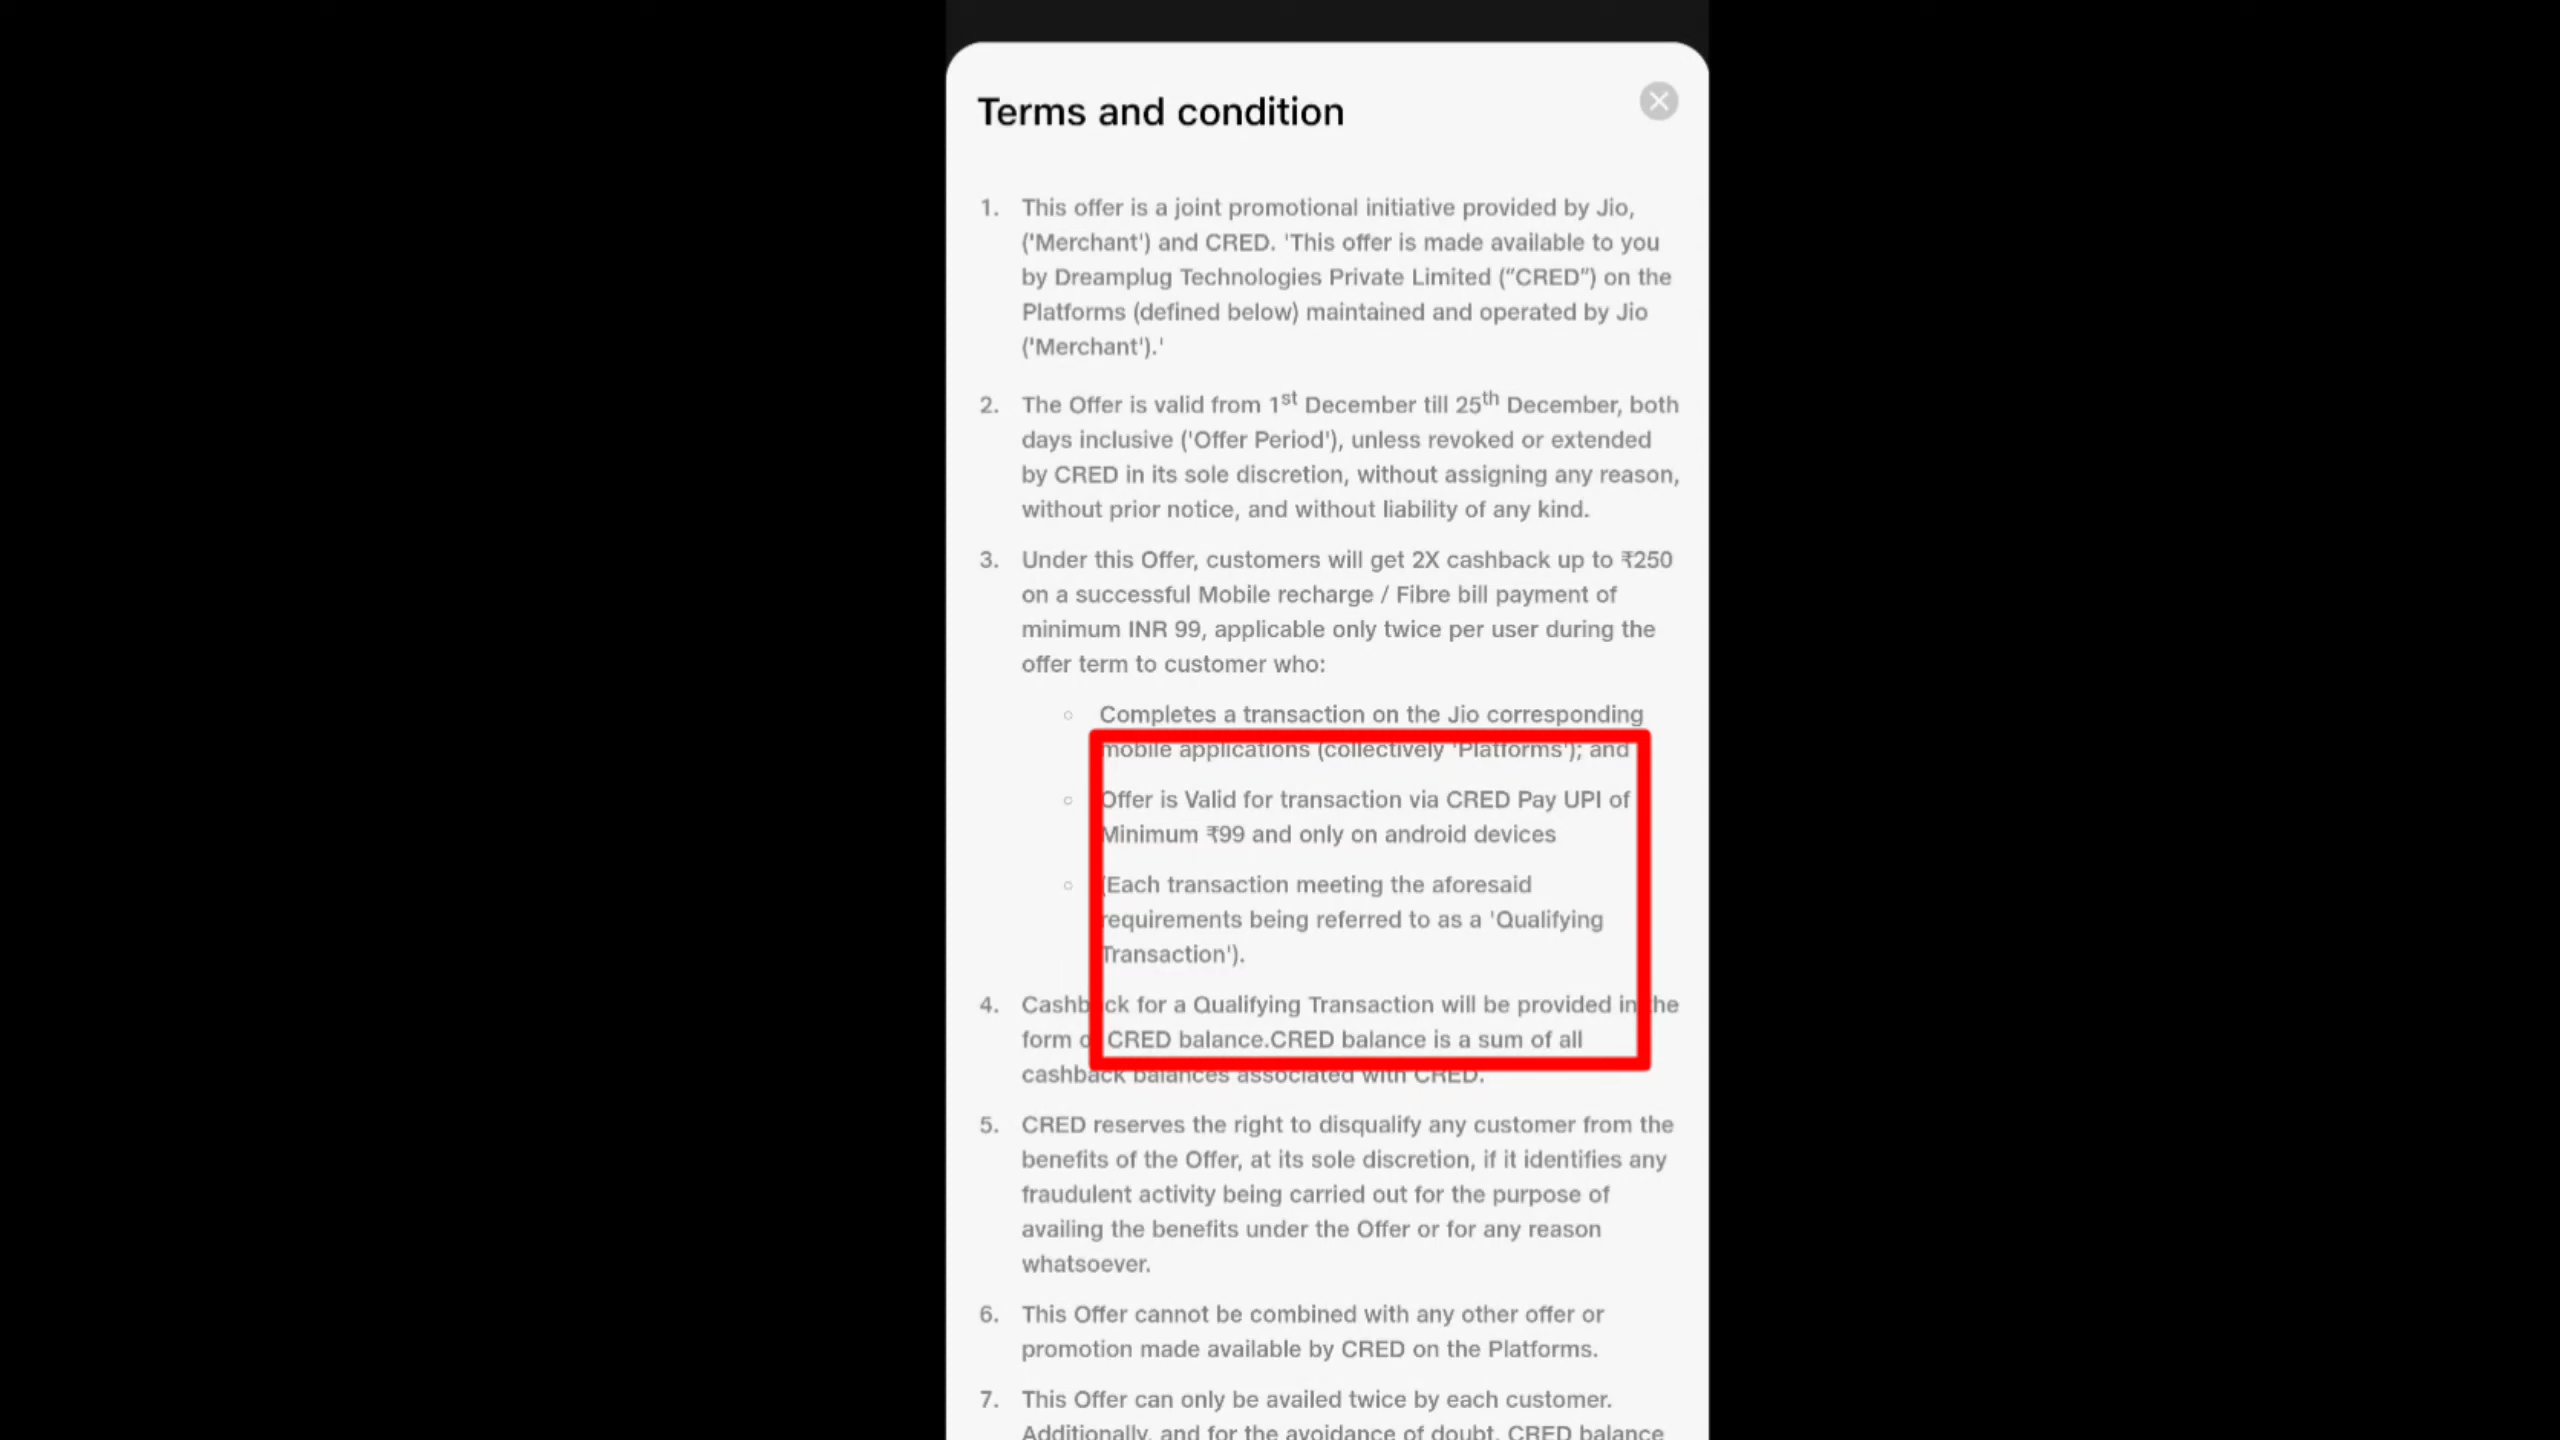 Terms and condition
1. This offer is a joint promotional initiative provided by Jio,
('Merchant') and CRED. 'This offer is made available to you
by Dreamplug Technologies Private Limited (“CRED”) on the
Platforms (defined below) maintained and operated by Jio
('Merchant').'
2. The Offer is valid from 1st December till 25th December, both
days inclusive ('Offer Period'), unless revoked or extended
by CRED in its sole discretion, without assigning any reason,
without prior notice, and without liability of any kind.
3. Under this Offer, customers will get 2X cashback up to ₹250
on a successful Mobile recharge / Fibre bill payment of
minimum INR 99, applicable only twice per user during the
offer term to customer who:
Completes a transaction on the Jio corresponding
mobile applications (collectively 'Platforms'); and
Offer is Valid for transaction via CRED Pay UPI of
Minimum ₹99 and only on android devices
(Each transaction meeting the aforesaid
requirements being referred to as a 'Qualifying
Transaction').
4. Cashback for a Qualifying Transaction will be provided in the
form of CRED balance.CRED balance is a sum of all
cashback balances associated with CRED.
5. CRED reserves the right to disqualify any customer from the
benefits of the Offer, at its sole discretion, if it identifies any
fraudulent activity being carried out for the purpose of
availing the benefits under the Offer or for any reason
whatsoever.
6. This Offer cannot be combined with any other offer or
promotion made available by CRED on the Platforms.
7. This Offer can only be availed twice by each customer.
Additionally, and for the avoidance of doubt, CRED balance